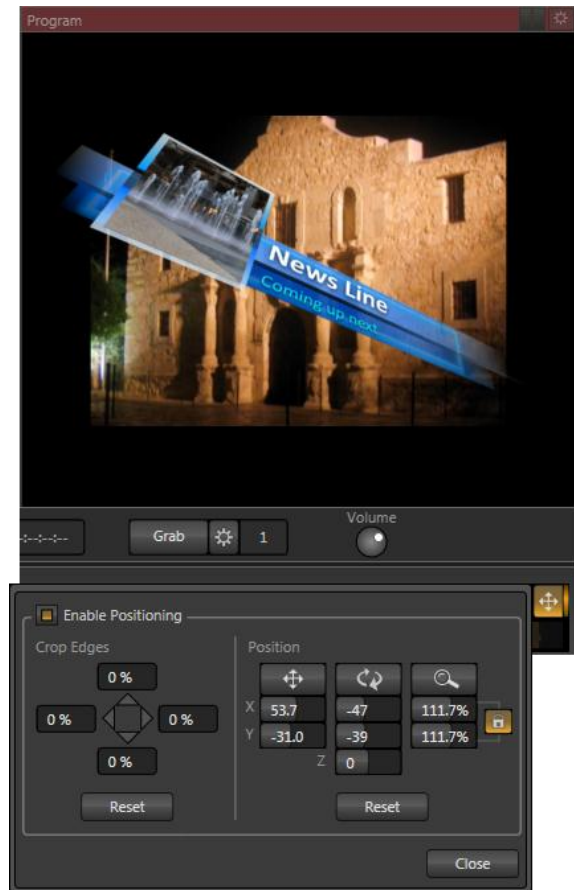 Program
News Line
Coming up next...
-:--:--:--
Grab
1
Volume
Enable Positioning
Crop Edges
Position
0 %
0 %
0 %
0 %
X
53.7
-47
111.7%
Y
-31.0
-39
111.7%
Z
0
Reset
Reset
Close